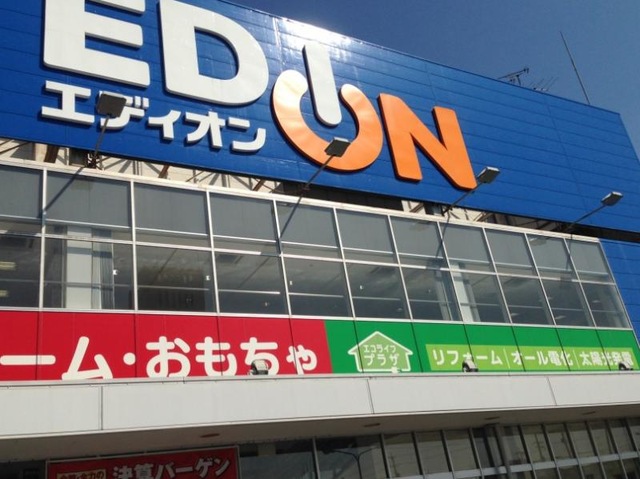 EDION
エディオン
ーム・おもちゃ
エコライフ
プラザ
リフォーム オール電化 太陽光発電
決算バーゲン